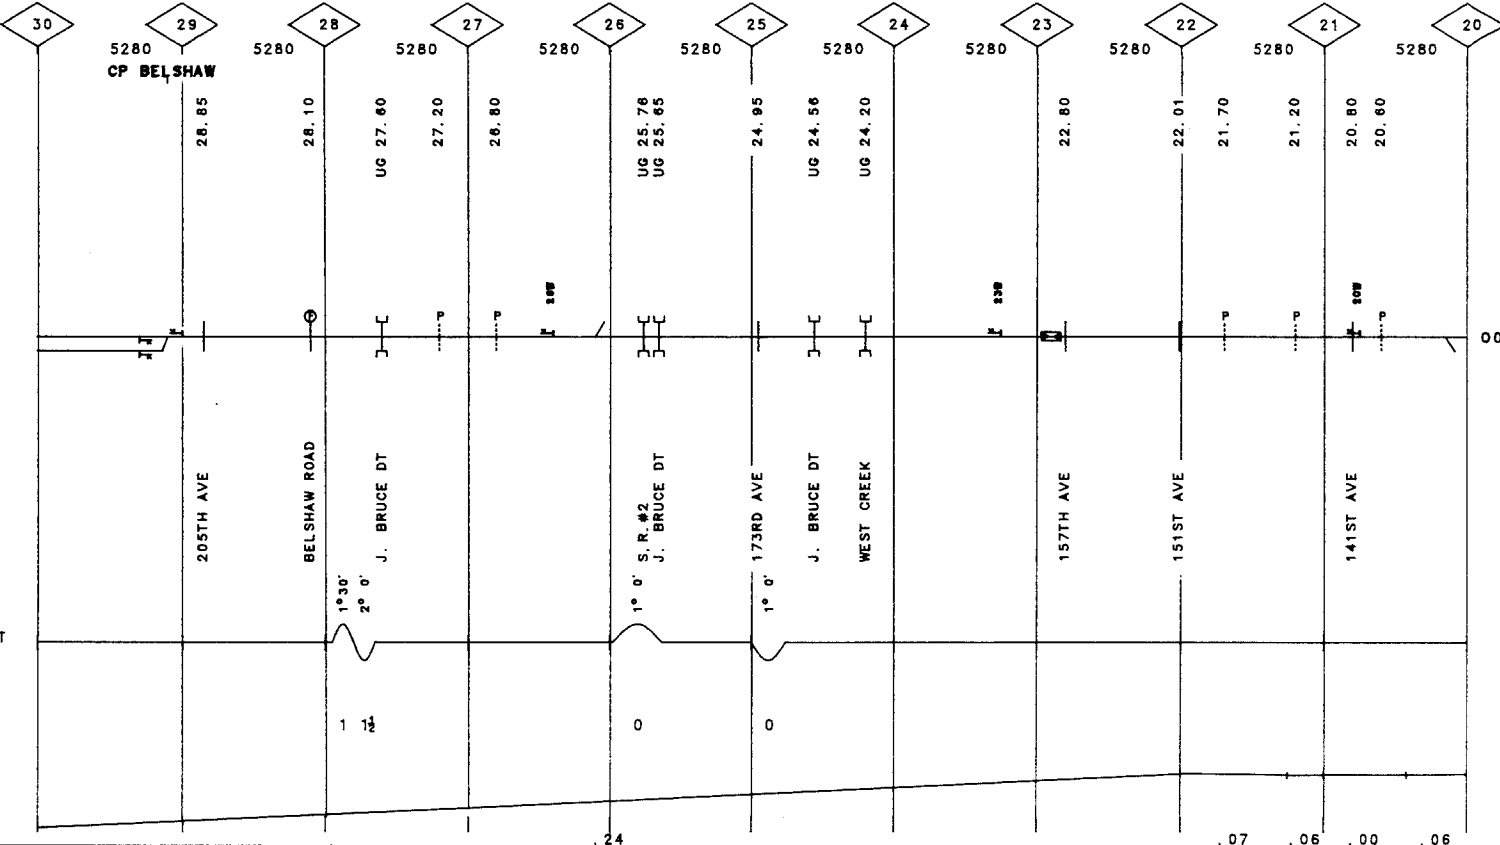 30 29 28 27 26 25 24 23 22 21 20
5280 5280 5280 5280 5280 5280 5280 5280 5280 5280
CP BELSHAW
28.85
28.10
UG 27.60
27.20
26.80
UG 25.76
UG 25.65
24.95
UG 24.56
UG 24.20
22.80
22.01
21.70
21.20
20.80
20.60
P P P P P P
23W
20W
00
205TH AVE
BELSHAW ROAD
J. BRUCE DT
S.R.#2
J. BRUCE DT
173RD AVE
J. BRUCE DT
WEST CREEK
157TH AVE
151ST AVE
141ST AVE
1°30'
2° 0'
1° 0'
1° 0'
T
1 1½ 0 0
.24 .07 .06 .00 .06